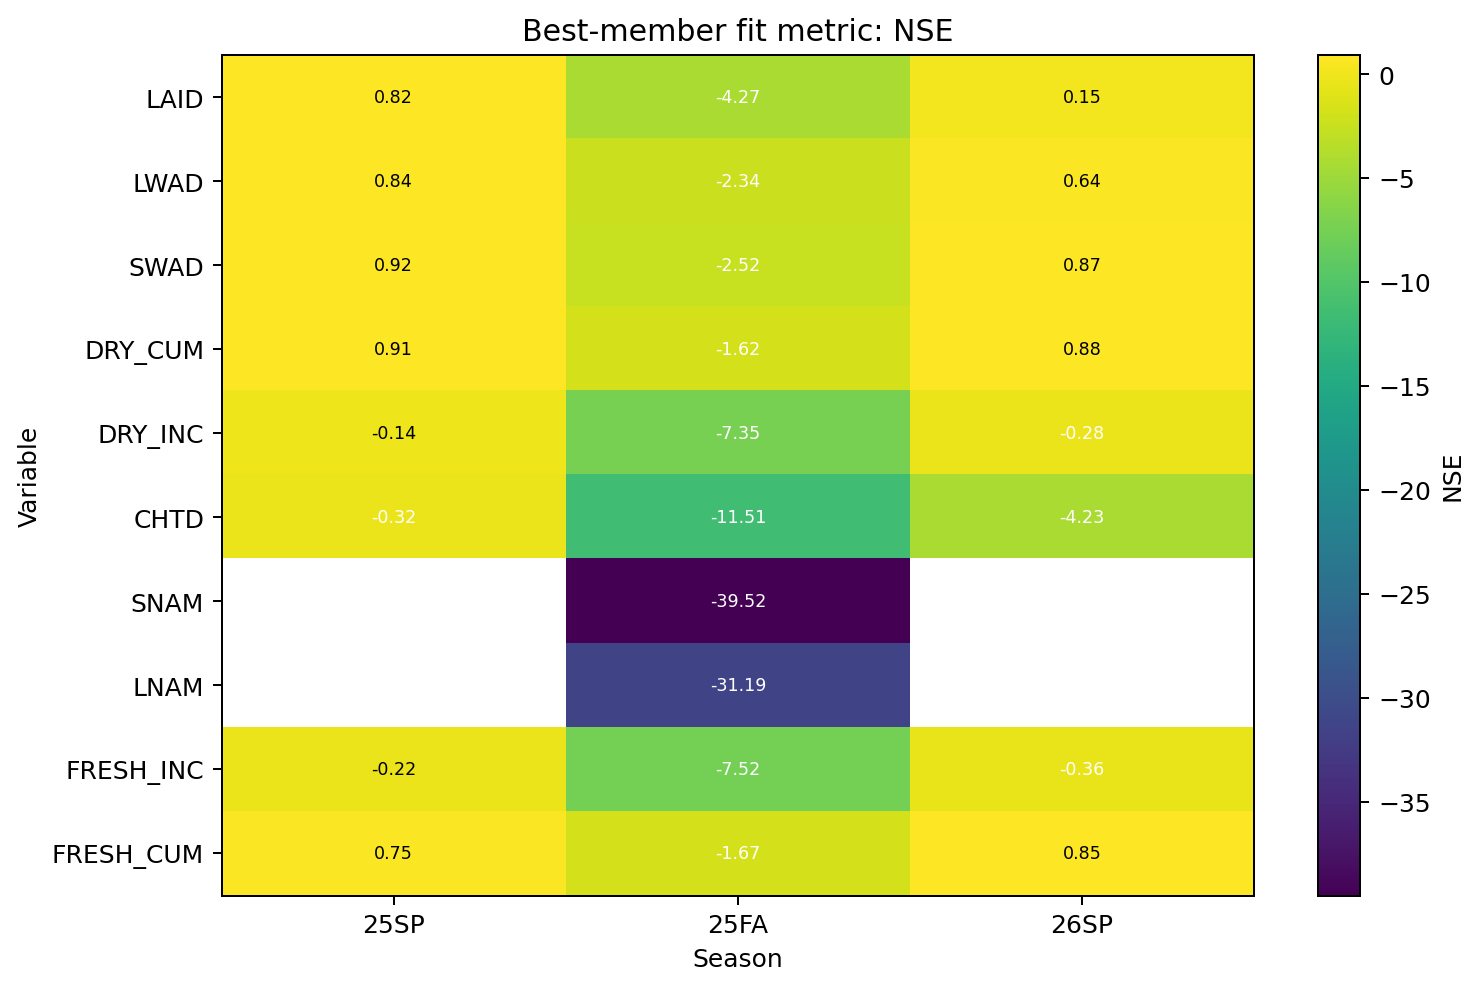 Best-member fit metric: NSE
LAID 0.82 -4.27 0.15
LWAD 0.84 -2.34 0.64
SWAD 0.92 -2.52 0.87
DRY_CUM 0.91 -1.62 0.88
DRY_INC -0.14 -7.35 -0.28
CHTD -0.32 -11.51 -4.23
SNAM -39.52
LNAM -31.19
FRESH_INC -0.22 -7.52 -0.36
FRESH_CUM 0.75 -1.67 0.85
25SP 25FA 26SP
Season
Variable
0
−5
−10
−15
−20
−25
−30
−35
NSE